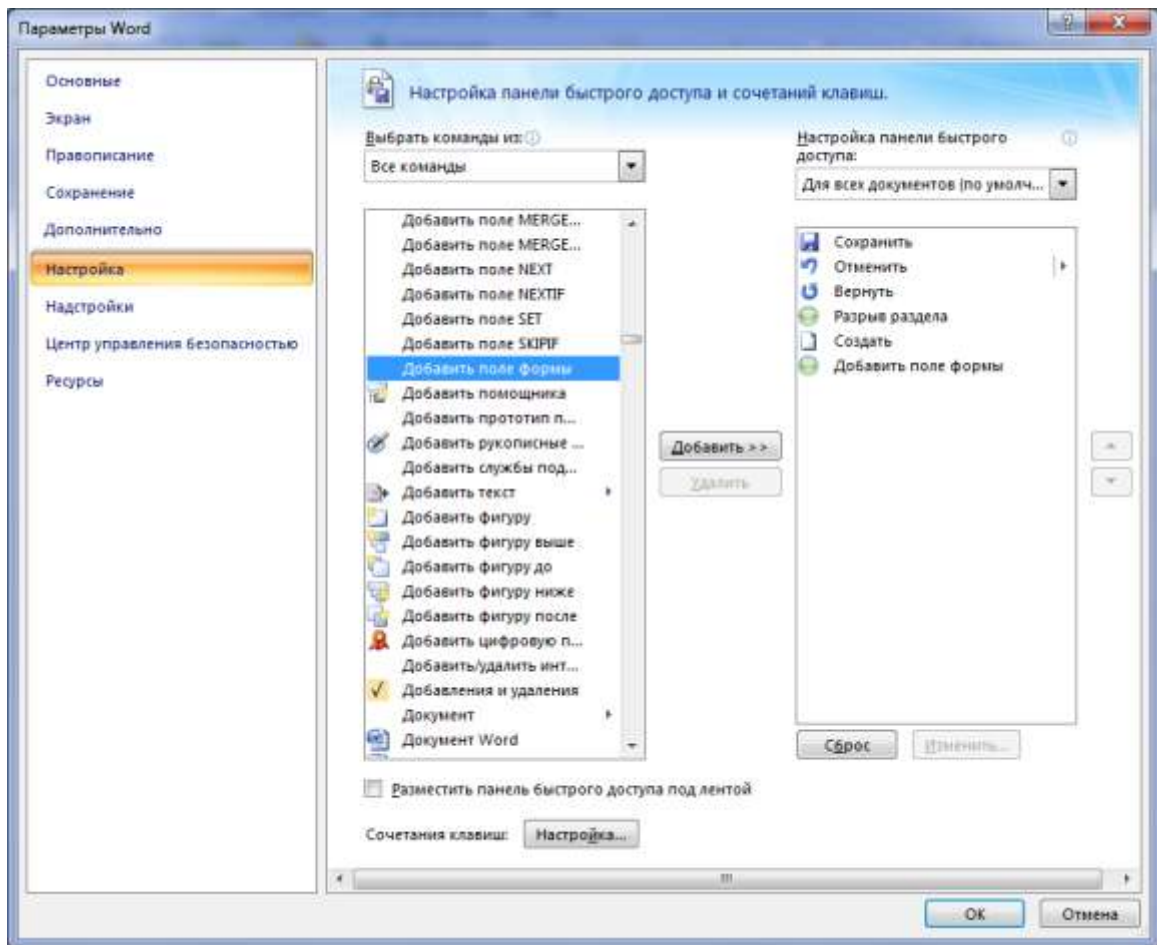 Параметры Word
Основные
Экран
Правописание
Сохранение
Дополнительно
Настройка
Надстройки
Центр управления безопасностью
Ресурсы
Настройка панели быстрого доступа и сочетаний клавиш.
Выбрать команды из:
Все команды
Добавить поле MERGE...
Добавить поле MERGE...
Добавить поле NEXT
Добавить поле NEXTIF
Добавить поле SET
Добавить поле SKIPIF
Добавить поле формы
Добавить помощника
Добавить прототип п...
Добавить рукописные ...
Добавить службы под...
Добавить текст
Добавить фигуру
Добавить фигуру выше
Добавить фигуру до
Добавить фигуру ниже
Добавить фигуру после
Добавить цифровую п...
Добавить/удалить инт...
Добавления и удаления
Документ
Документ Word
Добавить >>
Удалить
Настройка панели быстрого
доступа:
Для всех документов (по умолч...
Сохранить
Отменить
Вернуть
Разрыв раздела
Создать
Добавить поле формы
Сброс
Изменить...
Разместить панель быстрого доступа под лентой
Сочетания клавиш:
Настройка...
ОК
Отмена